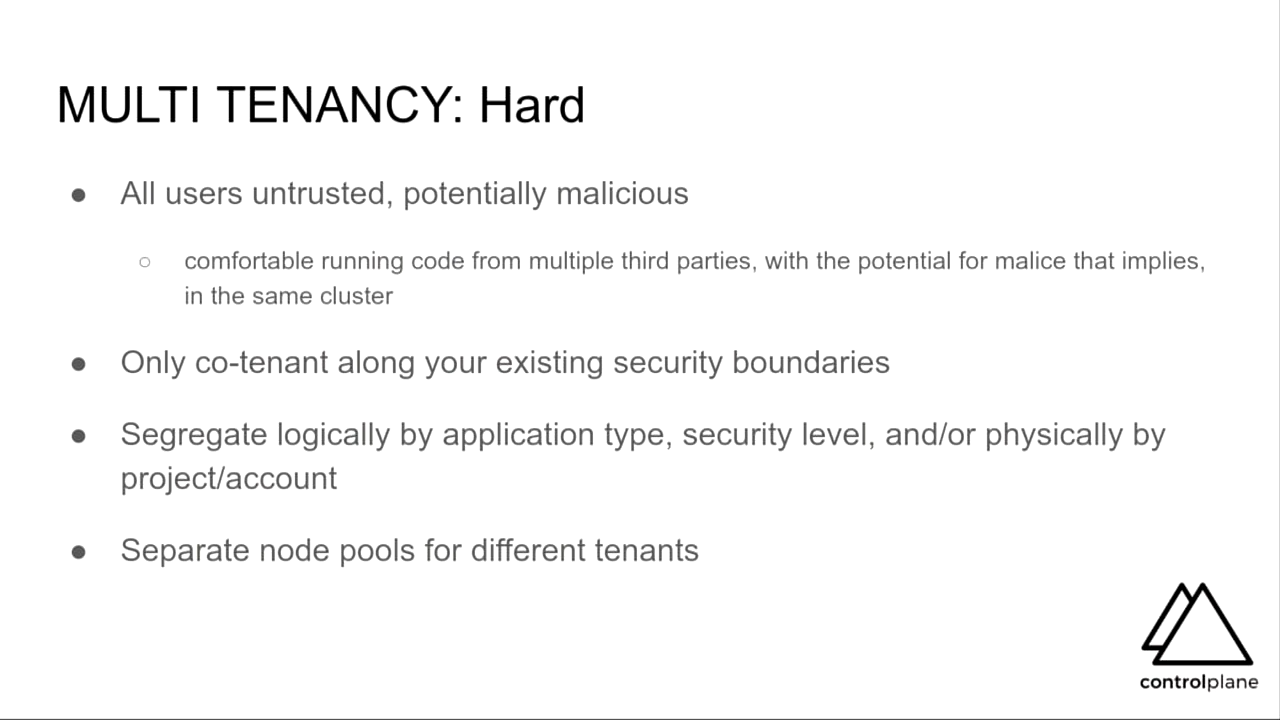 MULTI TENANCY: Hard
● All users untrusted, potentially malicious
○ comfortable running code from multiple third parties, with the potential for malice that implies,
in the same cluster
● Only co-tenant along your existing security boundaries
● Segregate logically by application type, security level, and/or physically by
project/account
● Separate node pools for different tenants
controlplane